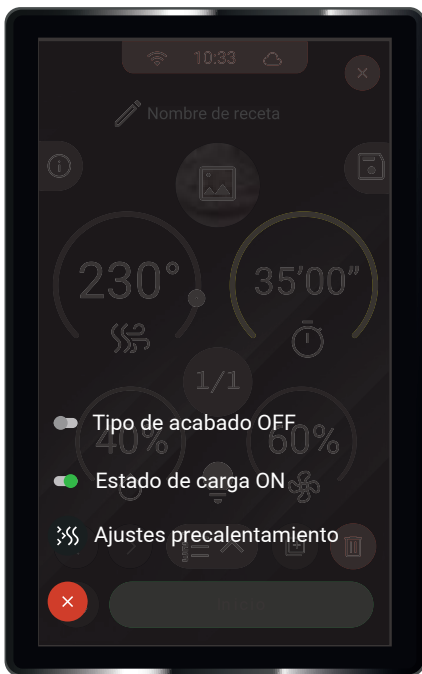 10:33
Nombre de receta
230°
35'00"
1/1
Tipo de acabado OFF
40%
60%
Estado de carga ON
Ajustes precalentamiento